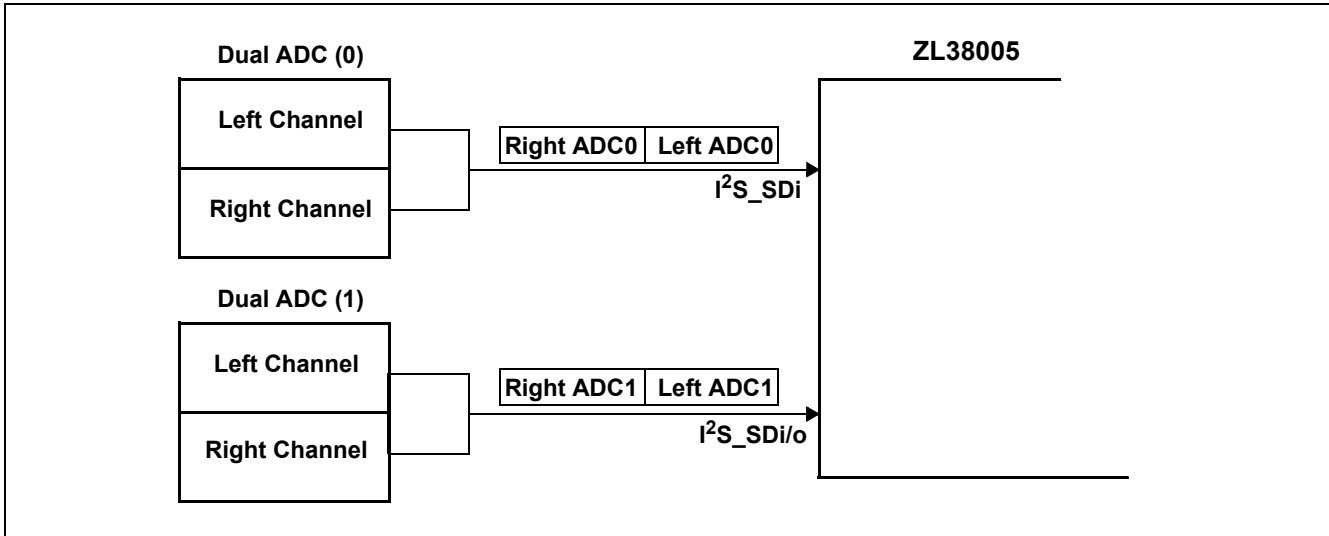 Dual ADC (0)
ZL38005
Left Channel
Right ADC0 Left ADC0
I²S_SDi
Right Channel
Dual ADC (1)
Left Channel
Right ADC1 Left ADC1
I²S_SDi/o
Right Channel